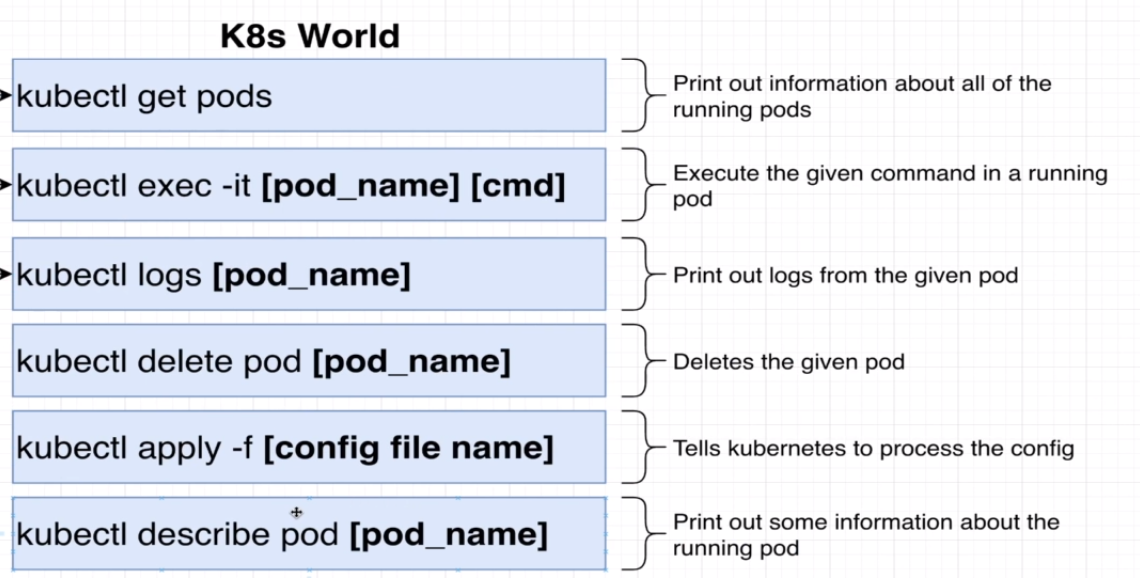 K8s World
kubectl get pods
Print out information about all of the
running pods
kubectl exec -it [pod_name] [cmd]
Execute the given command in a running
pod
kubectl logs [pod_name]
Print out logs from the given pod
kubectl delete pod [pod_name]
Deletes the given pod
kubectl apply -f [config file name]
Tells kubernetes to process the config
kubectl describe pod [pod_name]
Print out some information about the
running pod